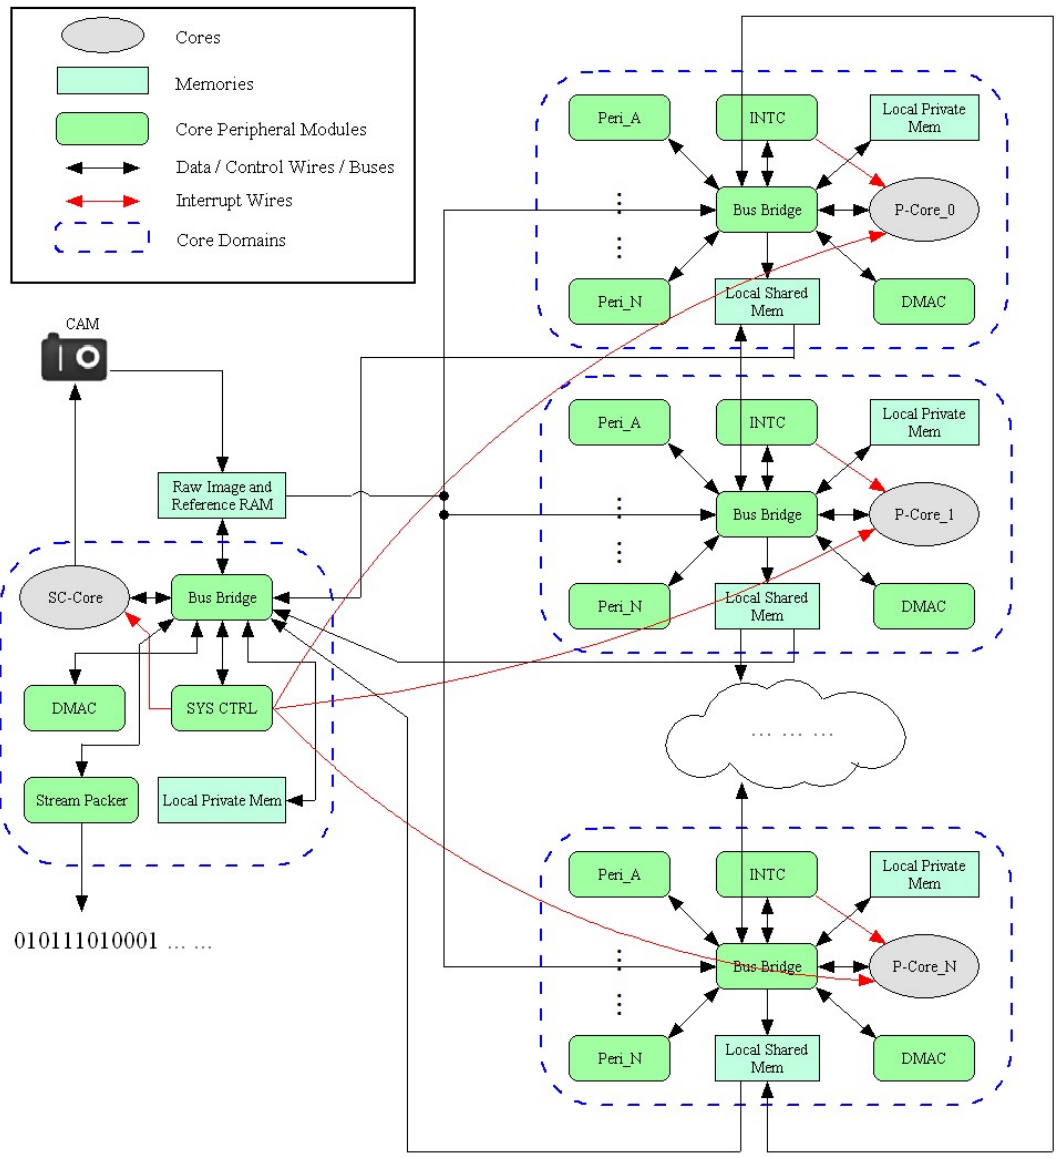 Cores
Memories
Core Peripheral Modules
Data / Control Wires / Buses
Interrupt Wires
Core Domains
CAM
Raw Image and
Reference RAM
SC-Core
Bus Bridge
DMAC
SYS CTRL
Stream Packer
Local Private Mem
010111010001 ... ...
Peri_A
INTC
Local Private
Mem
Bus Bridge
P-Core_0
Peri_N
Local Shared
Mem
DMAC
Peri_A
INTC
Local Private
Mem
Bus Bridge
P-Core_1
Peri_N
Local Shared
Mem
DMAC
... ... ...
Peri_A
INTC
Local Private
Mem
Bus Bridge
P-Core_N
Peri_N
Local Shared
Mem
DMAC